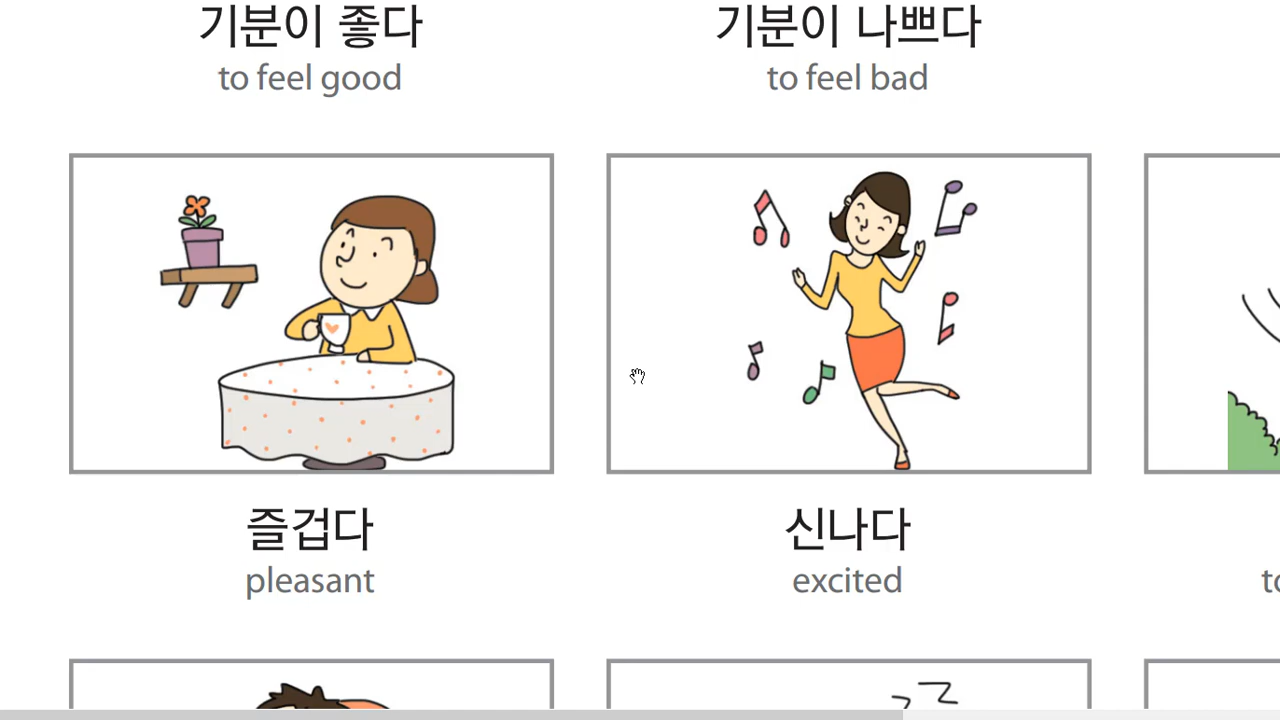 기분이 좋다
to feel good
기분이 나쁘다
to feel bad
즐겁다
pleasant
신나다
excited
z z